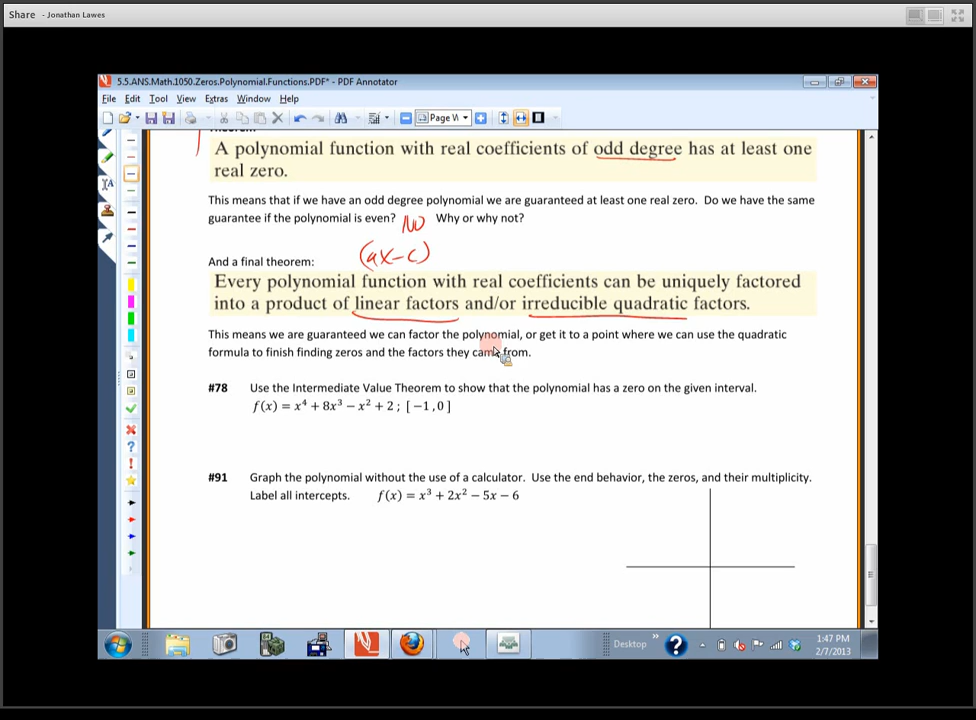 Share - Jonathan Lawes
5.5.ANS.Math.1050.Zeros.Polynomial.Functions.PDF* - PDF Annotator
File Edit Tool View Extras Window Help
Page W
A polynomial function with real coefficients of odd degree has at least one
real zero.
This means that if we have an odd degree polynomial we are guaranteed at least one real zero. Do we have the same
guarantee if the polynomial is even? NO Why or why not?
(ax-c)
And a final theorem:
Every polynomial function with real coefficients can be uniquely factored
into a product of linear factors and/or irreducible quadratic factors.
This means we are guaranteed we can factor the polynomial, or get it to a point where we can use the quadratic
formula to finish finding zeros and the factors they came from.
#78 Use the Intermediate Value Theorem to show that the polynomial has a zero on the given interval.
f(x) = x⁴ + 8x³ − x² + 2 ; [ −1 , 0 ]
#91 Graph the polynomial without the use of a calculator. Use the end behavior, the zeros, and their multiplicity.
Label all intercepts. f(x) = x³ + 2x² − 5x − 6
Desktop
1:47 PM
2/7/2013